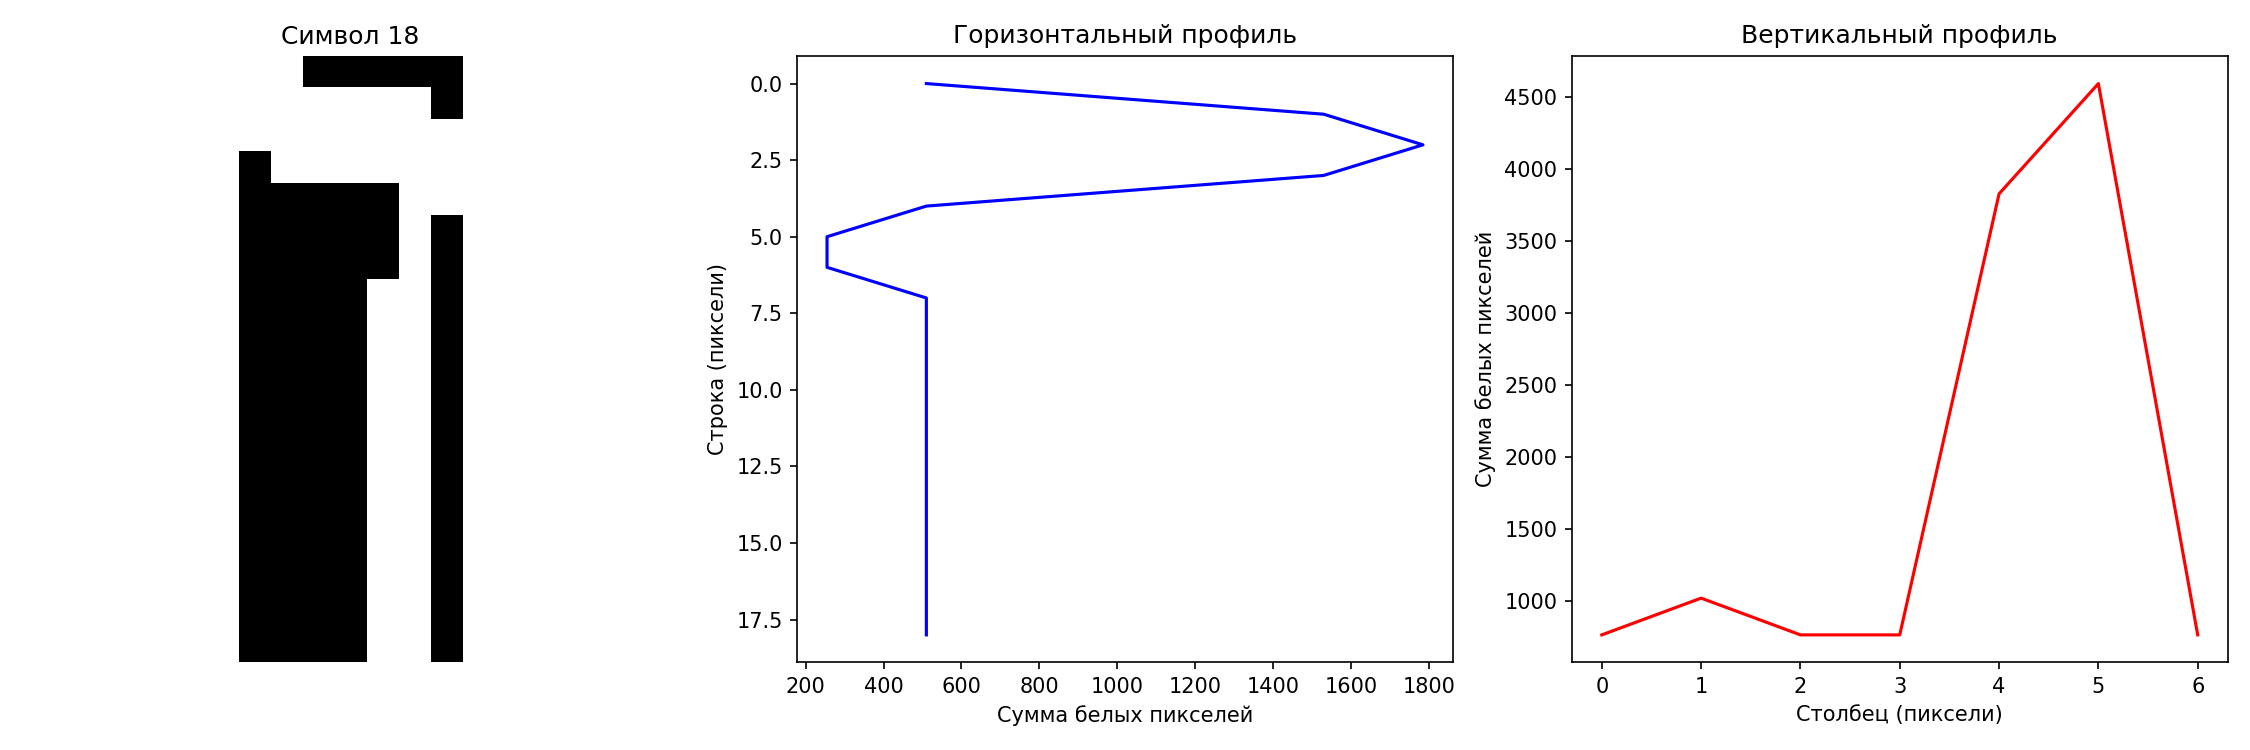 Символ 18
Горизонтальный профиль
0.0
2.5
5.0
7.5
10.0
12.5
15.0
17.5
Строка (пиксели)
200 400 600 800 1000 1200 1400 1600 1800
Сумма белых пикселей
Вертикальный профиль
4500
4000
3500
3000
2500
2000
1500
1000
Сумма белых пикселей
0 1 2 3 4 5 6
Столбец (пиксели)